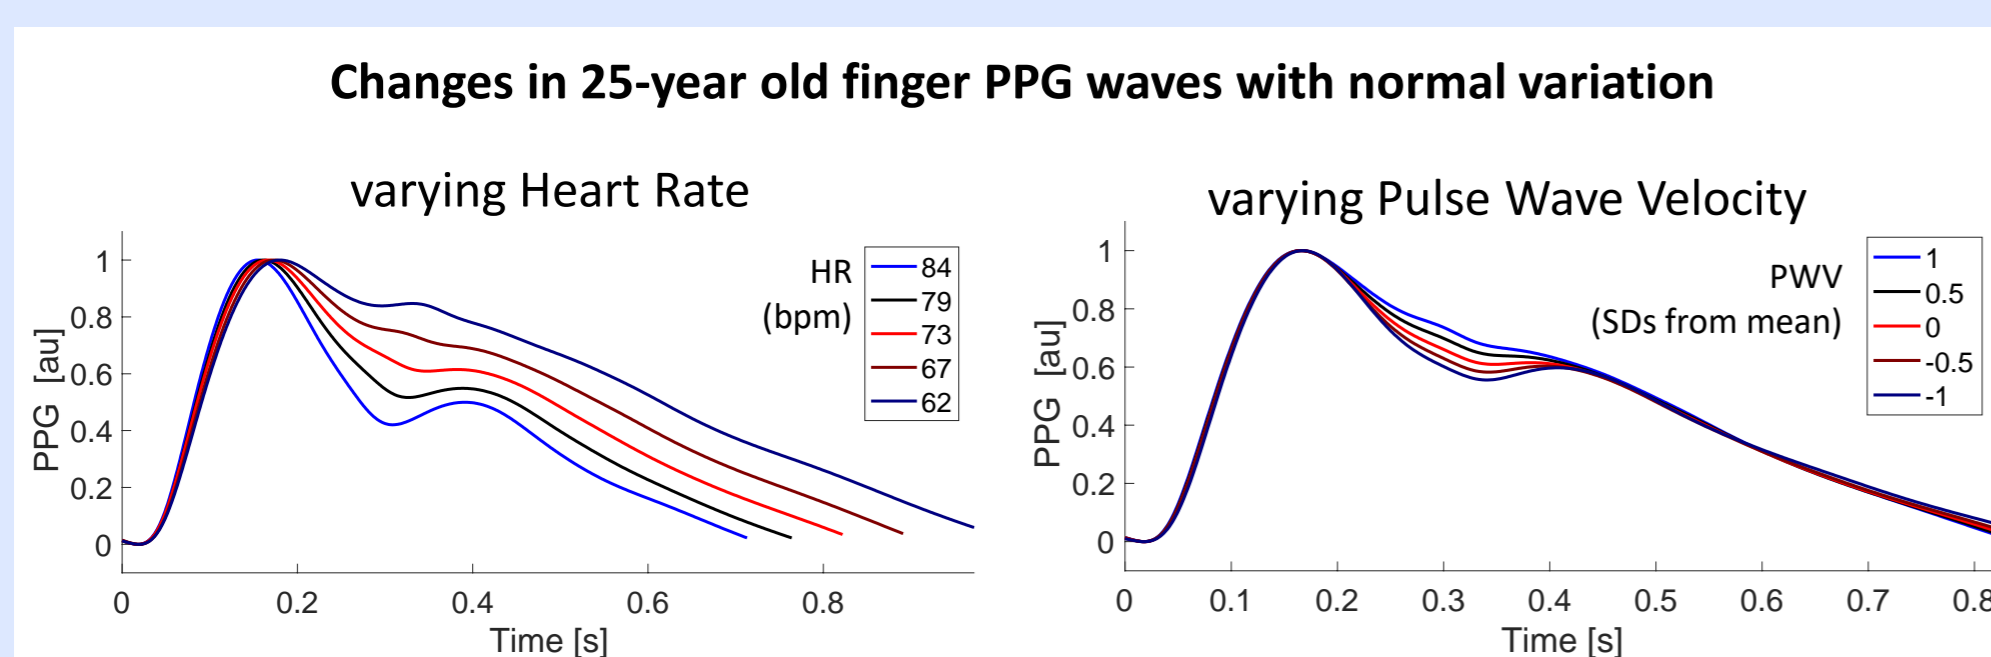 Changes in 25-year old finger PPG waves with normal variation
varying Heart Rate
HR
(bpm)
84
79
73
67
62
PPG [au]
1
0.8
0.6
0.4
0.2
0
0 0.2 0.4 0.6 0.8
Time [s]
varying Pulse Wave Velocity
PWV
(SDs from mean)
1
0.5
0
-0.5
-1
PPG [au]
1
0.8
0.6
0.4
0.2
0
0 0.1 0.2 0.3 0.4 0.5 0.6 0.7 0.8
Time [s]